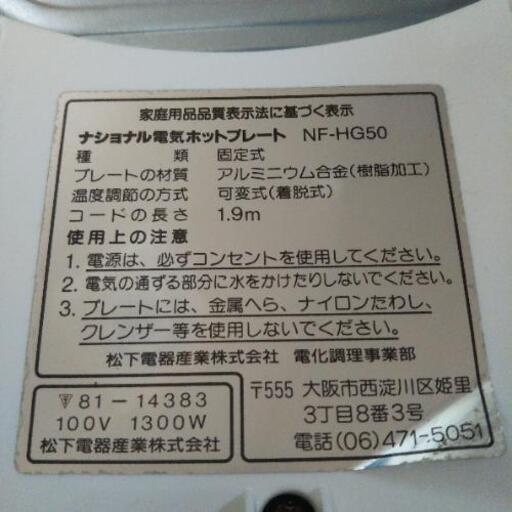 家庭用品品質表示法に基づく表示
ナショナル電気ホットプレート NF-HG50
種類 固定式
プレートの材質 アルミニウム合金(樹脂加工)
温度調節の方式 可変式(着脱式)
コードの長さ 1.9m
使用上の注意
1. 電源は、必ずコンセントを使用してください。
2. 電気の通ずる部分に水をかけたりしないでください。
3. プレートには、金属へら、ナイロンたわし、
クレンザー等を使用しないでください。
松下電器産業株式会社 電化調理事業部
81-14383
100V 1300W
松下電器産業株式会社
〒555 大阪市西淀川区姫里
3丁目8番3号
電話(06)471-5051